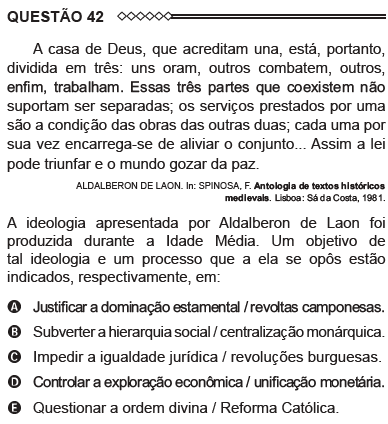 QUESTÃO 42
A casa de Deus, que acreditam una, está, portanto,
dividida em três: uns oram, outros combatem, outros,
enfim, trabalham. Essas três partes que coexistem não
suportam ser separadas; os serviços prestados por uma
são a condição das obras das outras duas; cada uma por
sua vez encarrega-se de aliviar o conjunto... Assim a lei
pode triunfar e o mundo gozar da paz.
ALDALBERON DE LAON. In: SPINOSA, F. Antologia de textos históricos
medievais. Lisboa: Sá da Costa, 1981.
A ideologia apresentada por Aldalberon de Laon foi
produzida durante a Idade Média. Um objetivo de
tal ideologia e um processo que a ela se opôs estão
indicados, respectivamente, em:
A Justificar a dominação estamental / revoltas camponesas.
B Subverter a hierarquia social / centralização monárquica.
C Impedir a igualdade jurídica / revoluções burguesas.
D Controlar a exploração econômica / unificação monetária.
E Questionar a ordem divina / Reforma Católica.